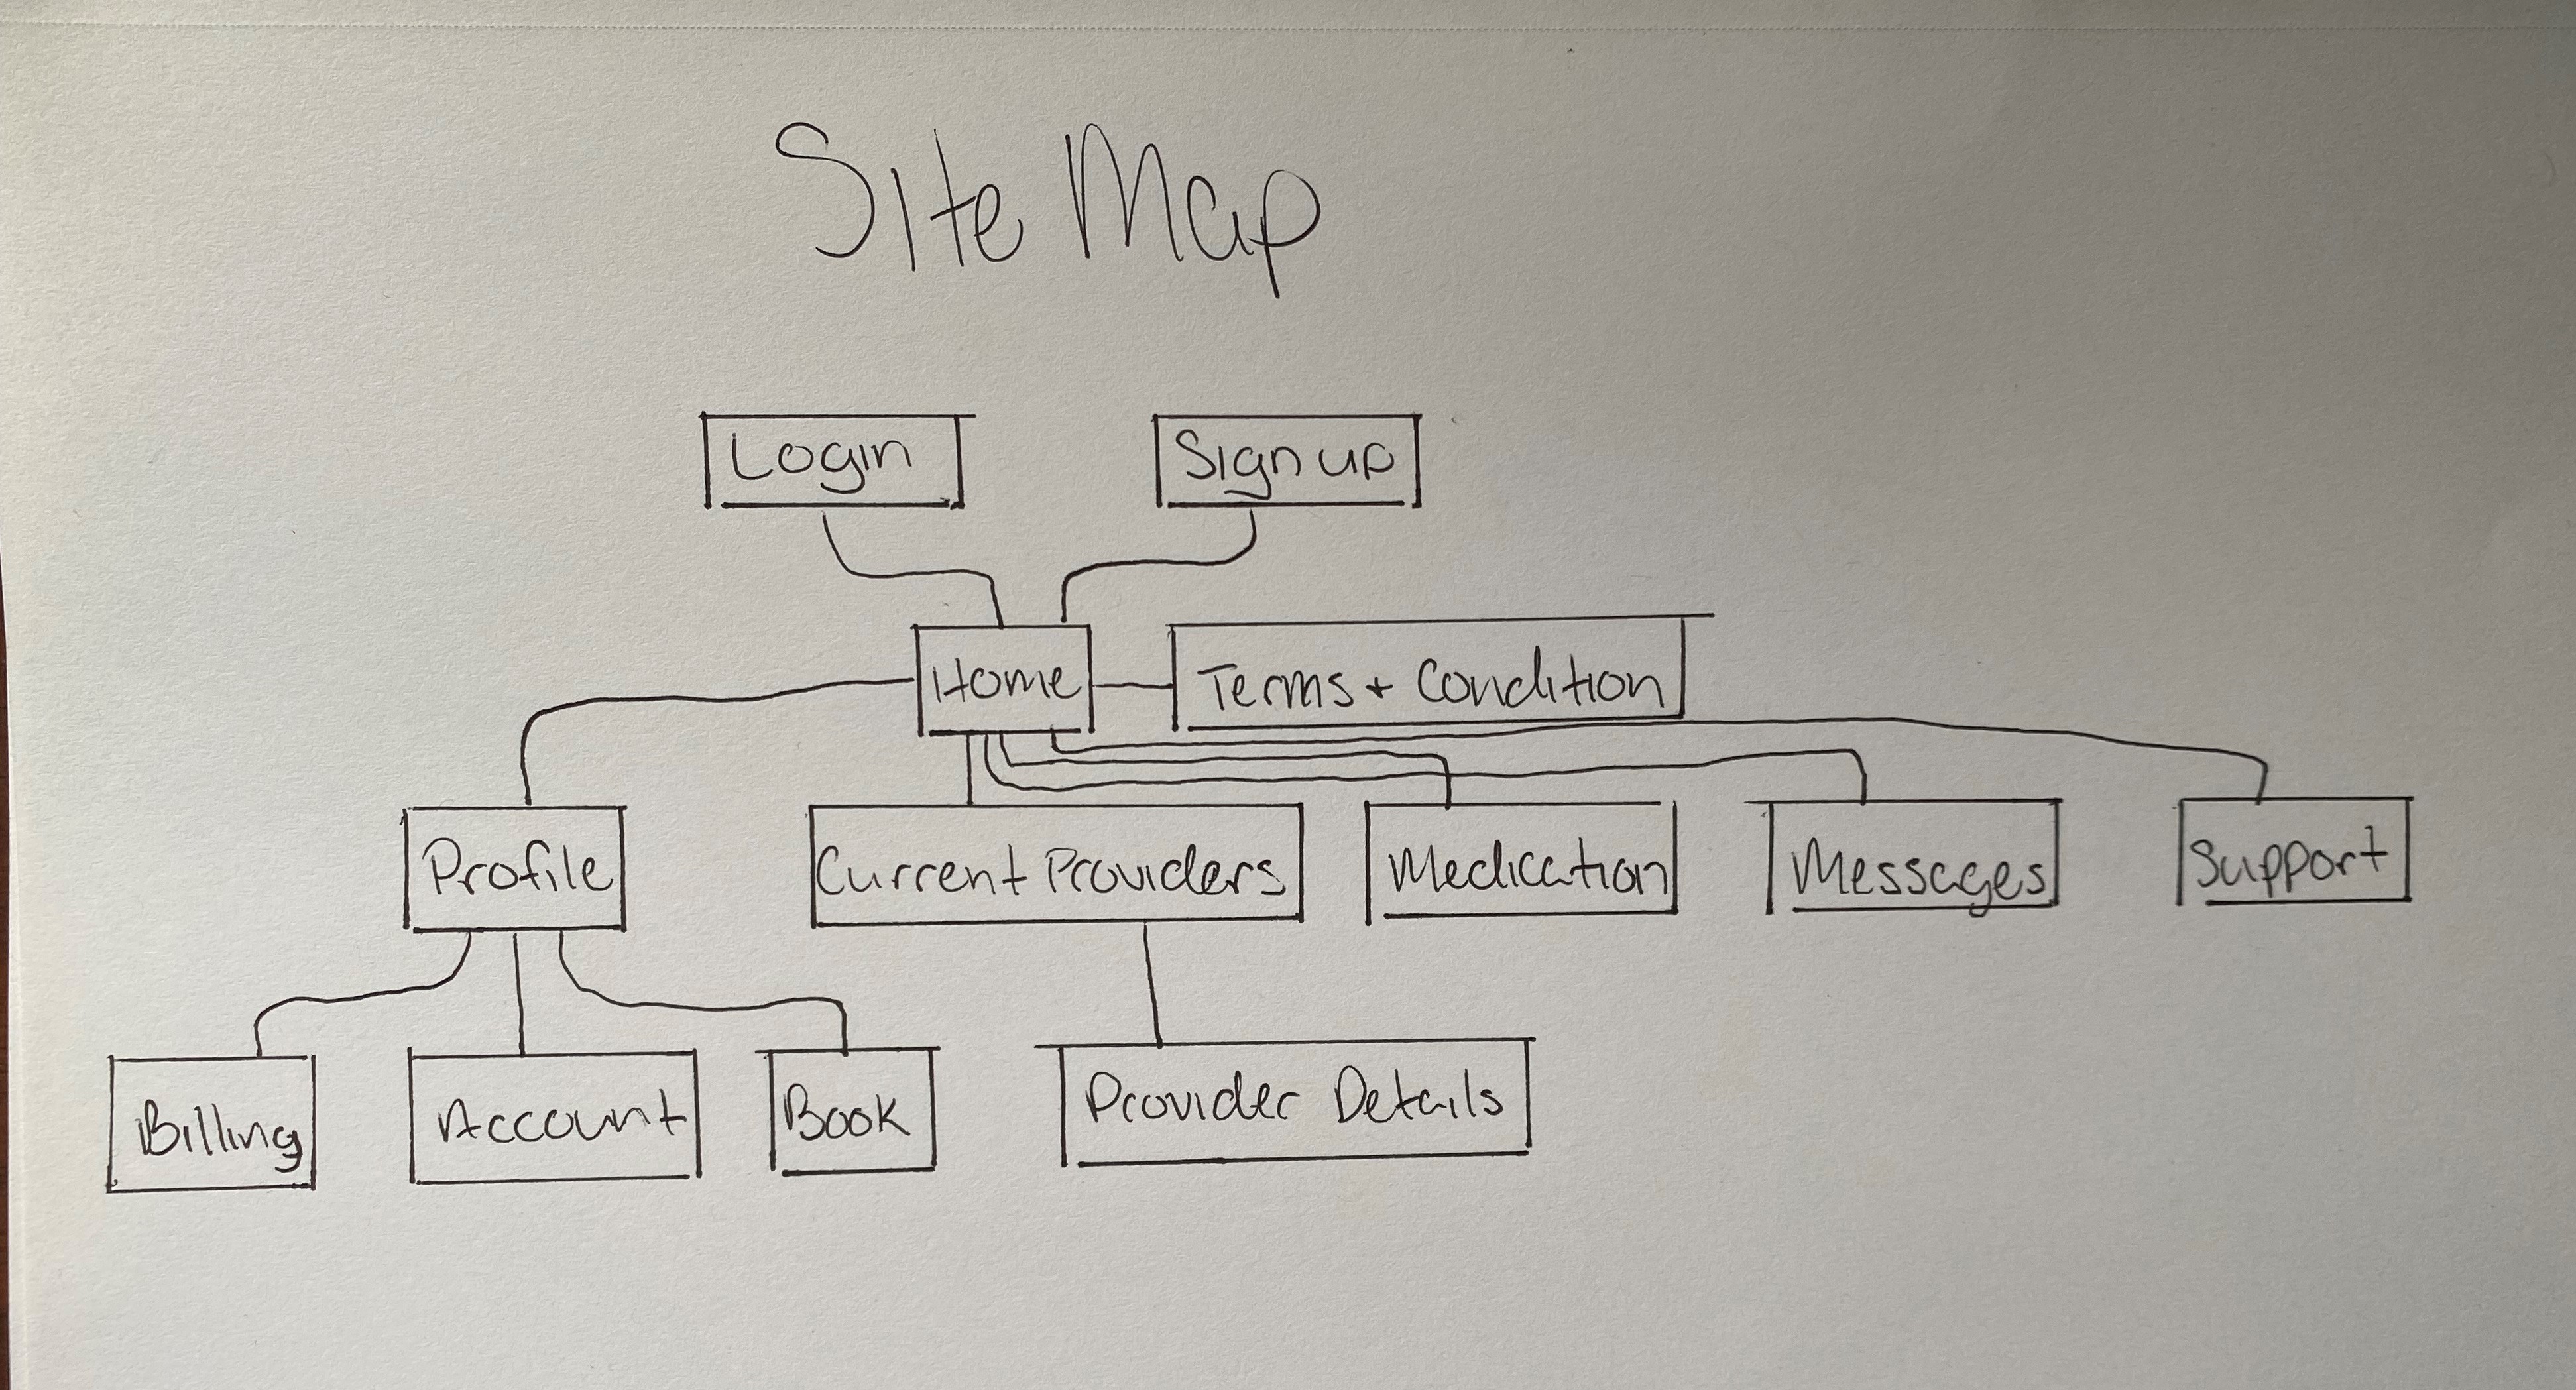 Site Map
Login
Sign up
Home
Terms + Condition
Profile
Current Providers
Medication
Messages
Support
Billing
Account
Book
Provider Details